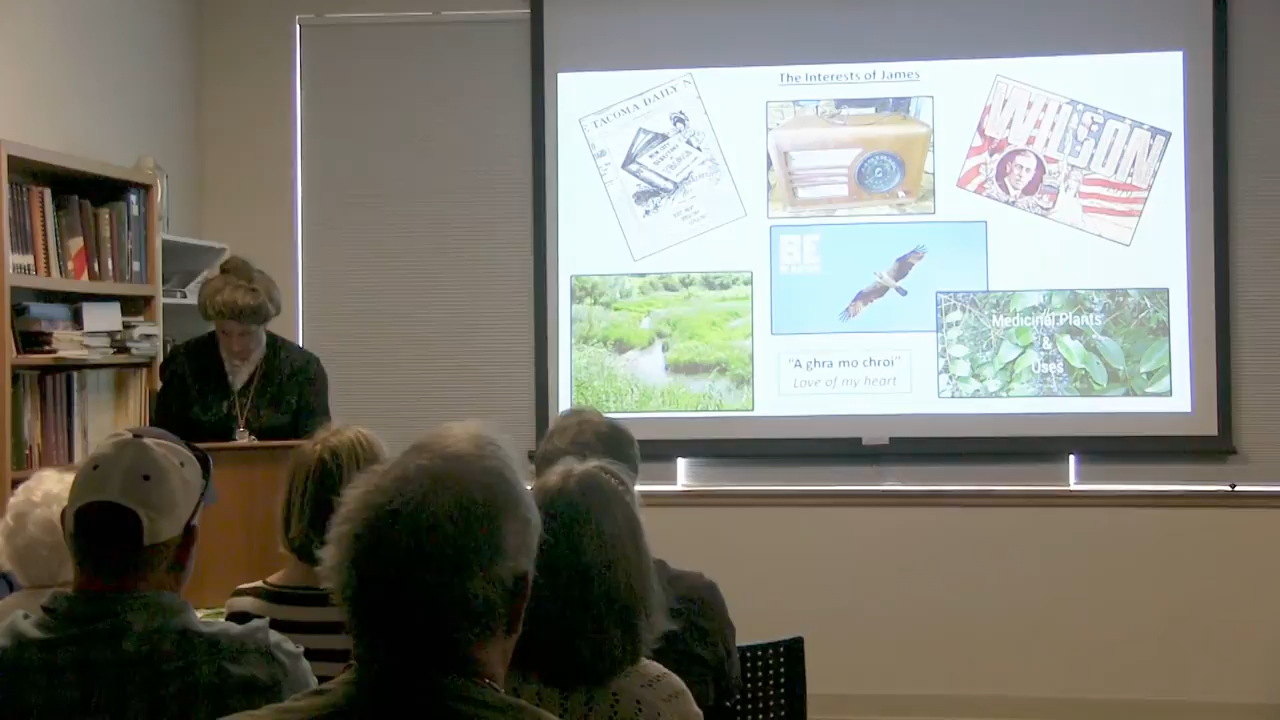 The Interests of James
TACOMA DAILY N
WILSON
BE
Medicinal Plants
&
Uses
"A ghra mo chroi"
Love of my heart